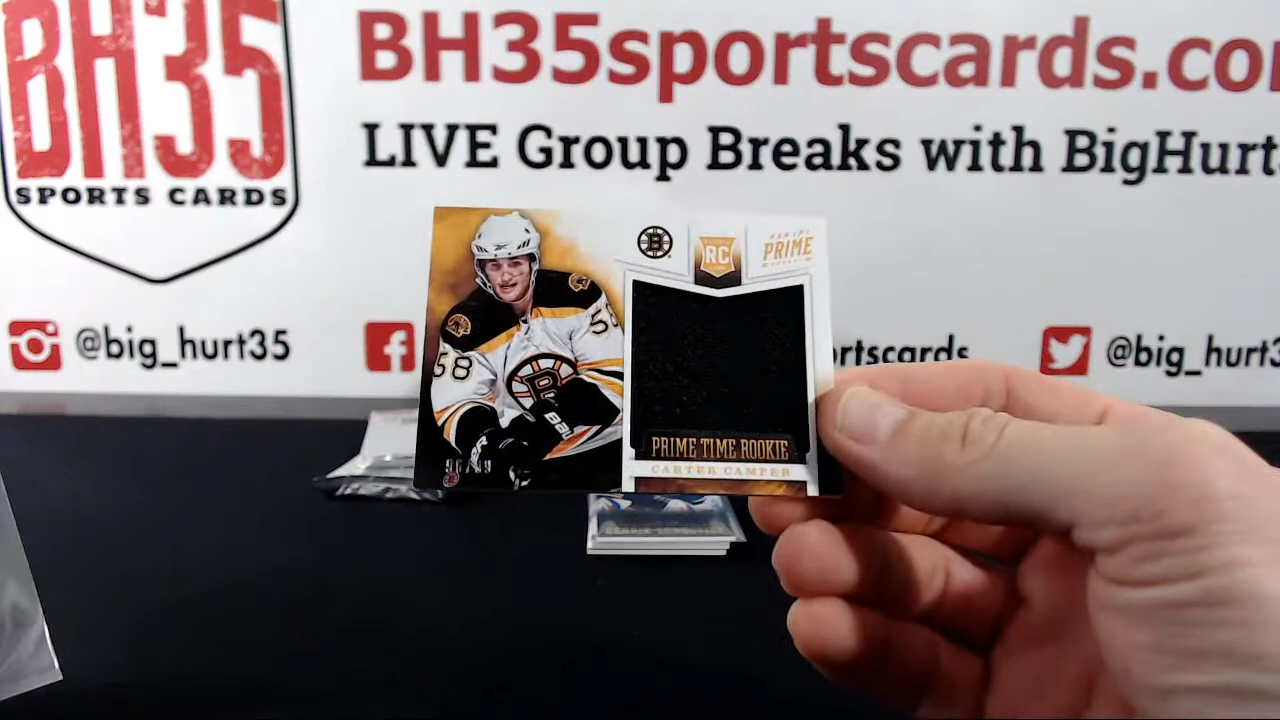 BH35
SPORTS CARDS
BH35sportscards.co
LIVE Group Breaks with BigHurt
@big_hurt35
rtscards
@big_hurt3
58
58
B
B
RC
PANINI
PRIME
PRIME TIME ROOKIE
CARTER CAMPER